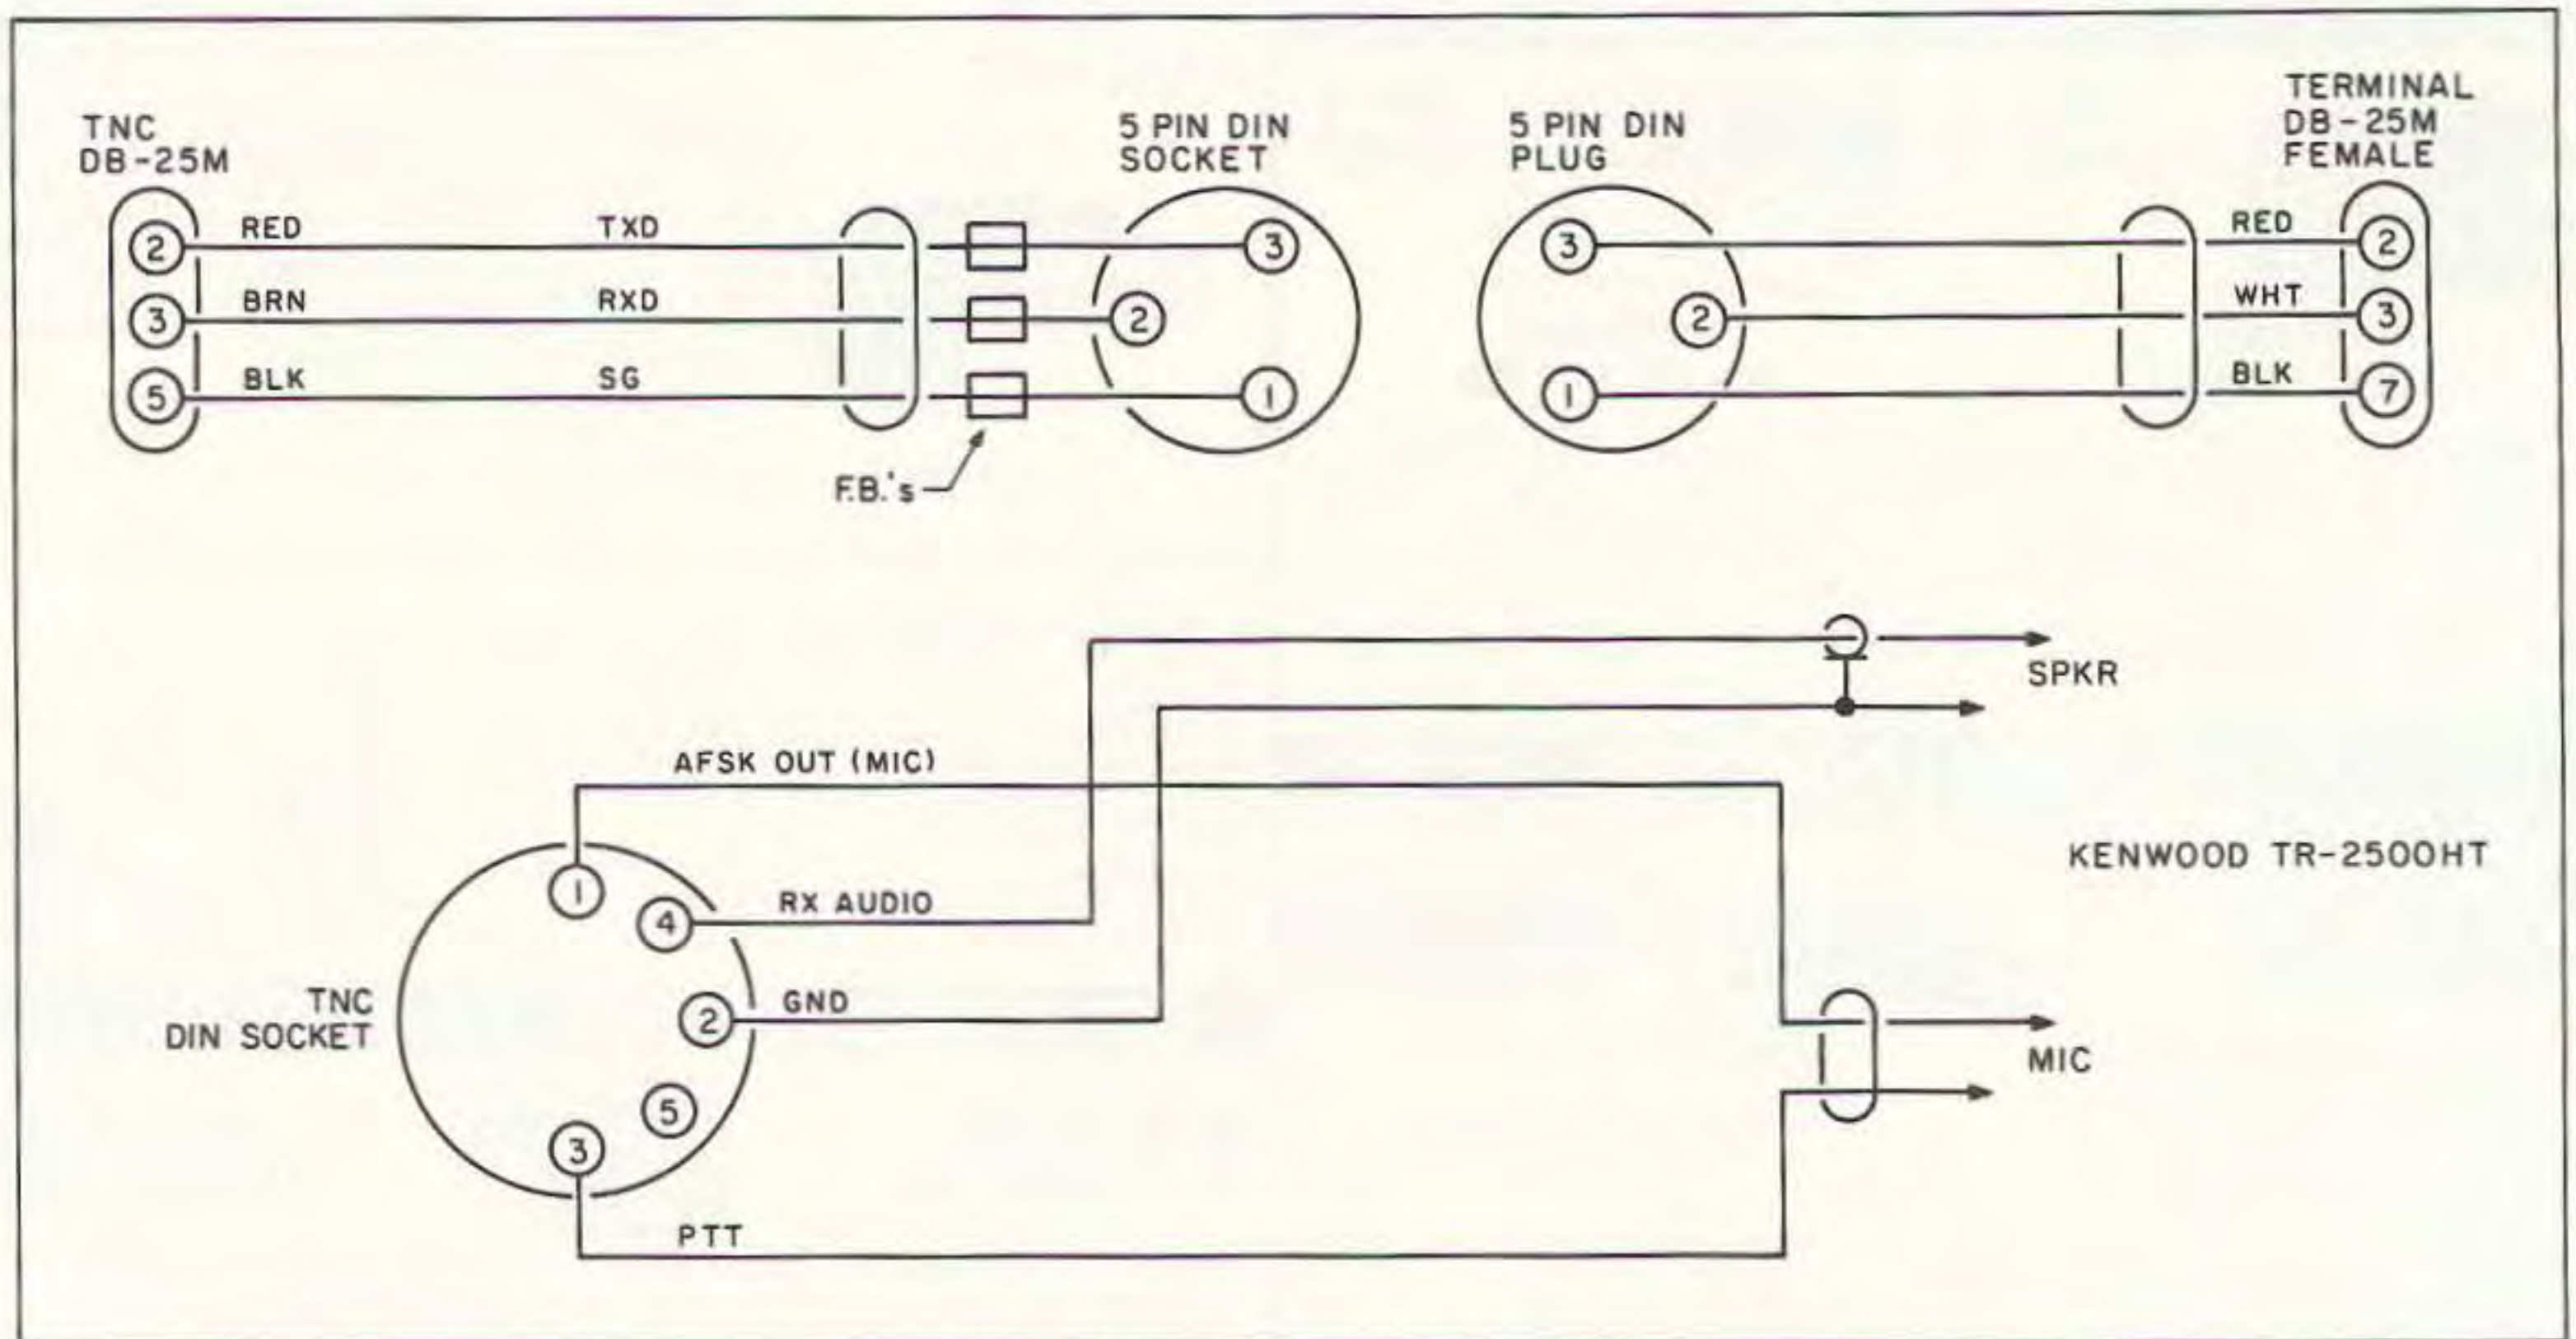 TNC
DB-25M
2
RED
TXD
3
BRN
RXD
5
BLK
SG
F.B.'s
5 PIN DIN
SOCKET
3
2
1
5 PIN DIN
PLUG
3
2
1
TERMINAL
DB-25M
FEMALE
RED
2
WHT
3
BLK
7
SPKR
AFSK OUT (MIC)
KENWOOD TR-2500HT
1
4
RX AUDIO
TNC
DIN SOCKET
2
GND
5
3
MIC
PTT